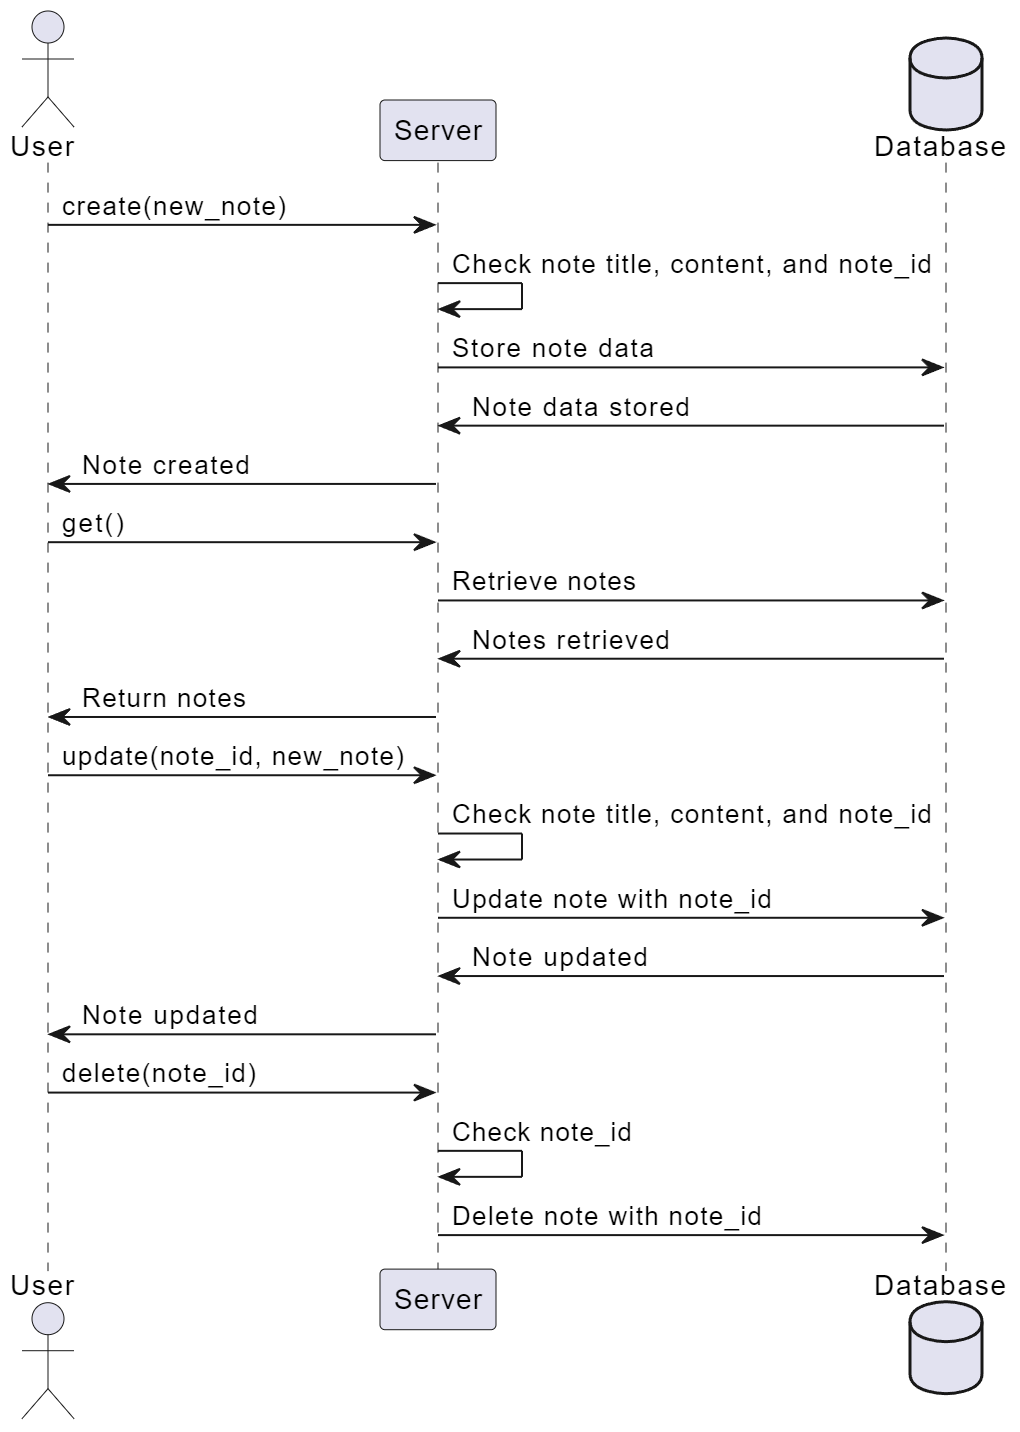 User
Server
Database
create(new_note)
Check note title, content, and note_id
Store note data
Note data stored
Note created
get()
Retrieve notes
Notes retrieved
Return notes
update(note_id, new_note)
Check note title, content, and note_id
Update note with note_id
Note updated
Note updated
delete(note_id)
Check note_id
Delete note with note_id
User
Server
Database